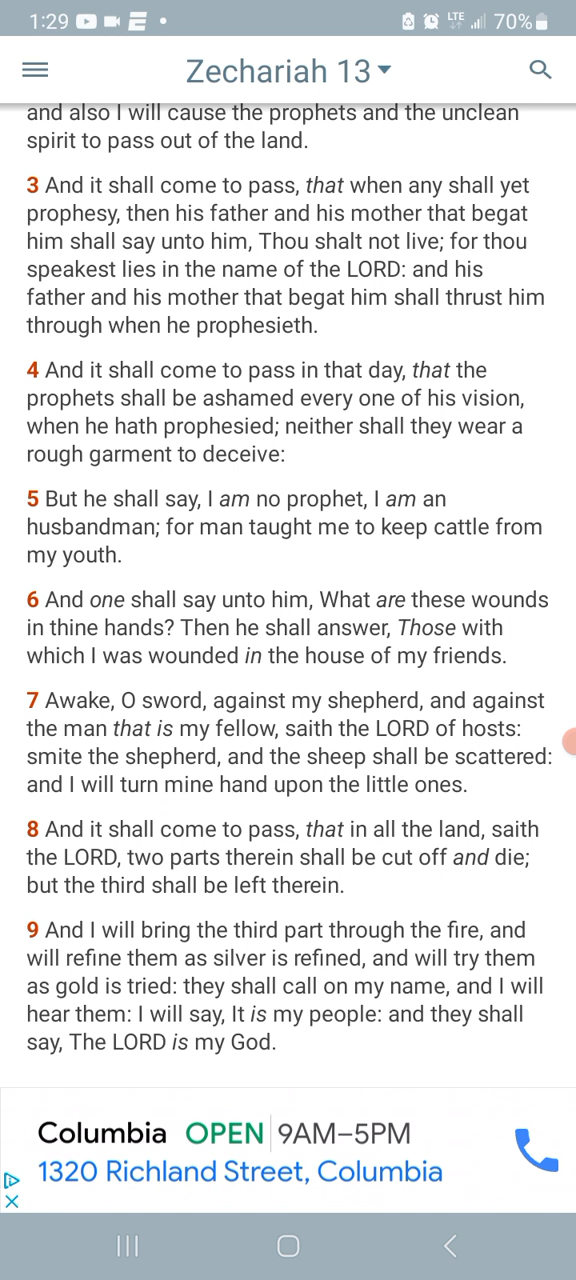 1:29
LTE
70%
Zechariah 13
and also I will cause the prophets and the unclean
spirit to pass out of the land.
3 And it shall come to pass, that when any shall yet
prophesy, then his father and his mother that begat
him shall say unto him, Thou shalt not live; for thou
speakest lies in the name of the LORD: and his
father and his mother that begat him shall thrust him
through when he prophesieth.
4 And it shall come to pass in that day, that the
prophets shall be ashamed every one of his vision,
when he hath prophesied; neither shall they wear a
rough garment to deceive:
5 But he shall say, I am no prophet, I am an
husbandman; for man taught me to keep cattle from
my youth.
6 And one shall say unto him, What are these wounds
in thine hands? Then he shall answer, Those with
which I was wounded in the house of my friends.
7 Awake, O sword, against my shepherd, and against
the man that is my fellow, saith the LORD of hosts:
smite the shepherd, and the sheep shall be scattered:
and I will turn mine hand upon the little ones.
8 And it shall come to pass, that in all the land, saith
the LORD, two parts therein shall be cut off and die;
but the third shall be left therein.
9 And I will bring the third part through the fire, and
will refine them as silver is refined, and will try them
as gold is tried: they shall call on my name, and I will
hear them: I will say, It is my people: and they shall
say, The LORD is my God.
Columbia OPEN 9AM–5PM
1320 Richland Street, Columbia